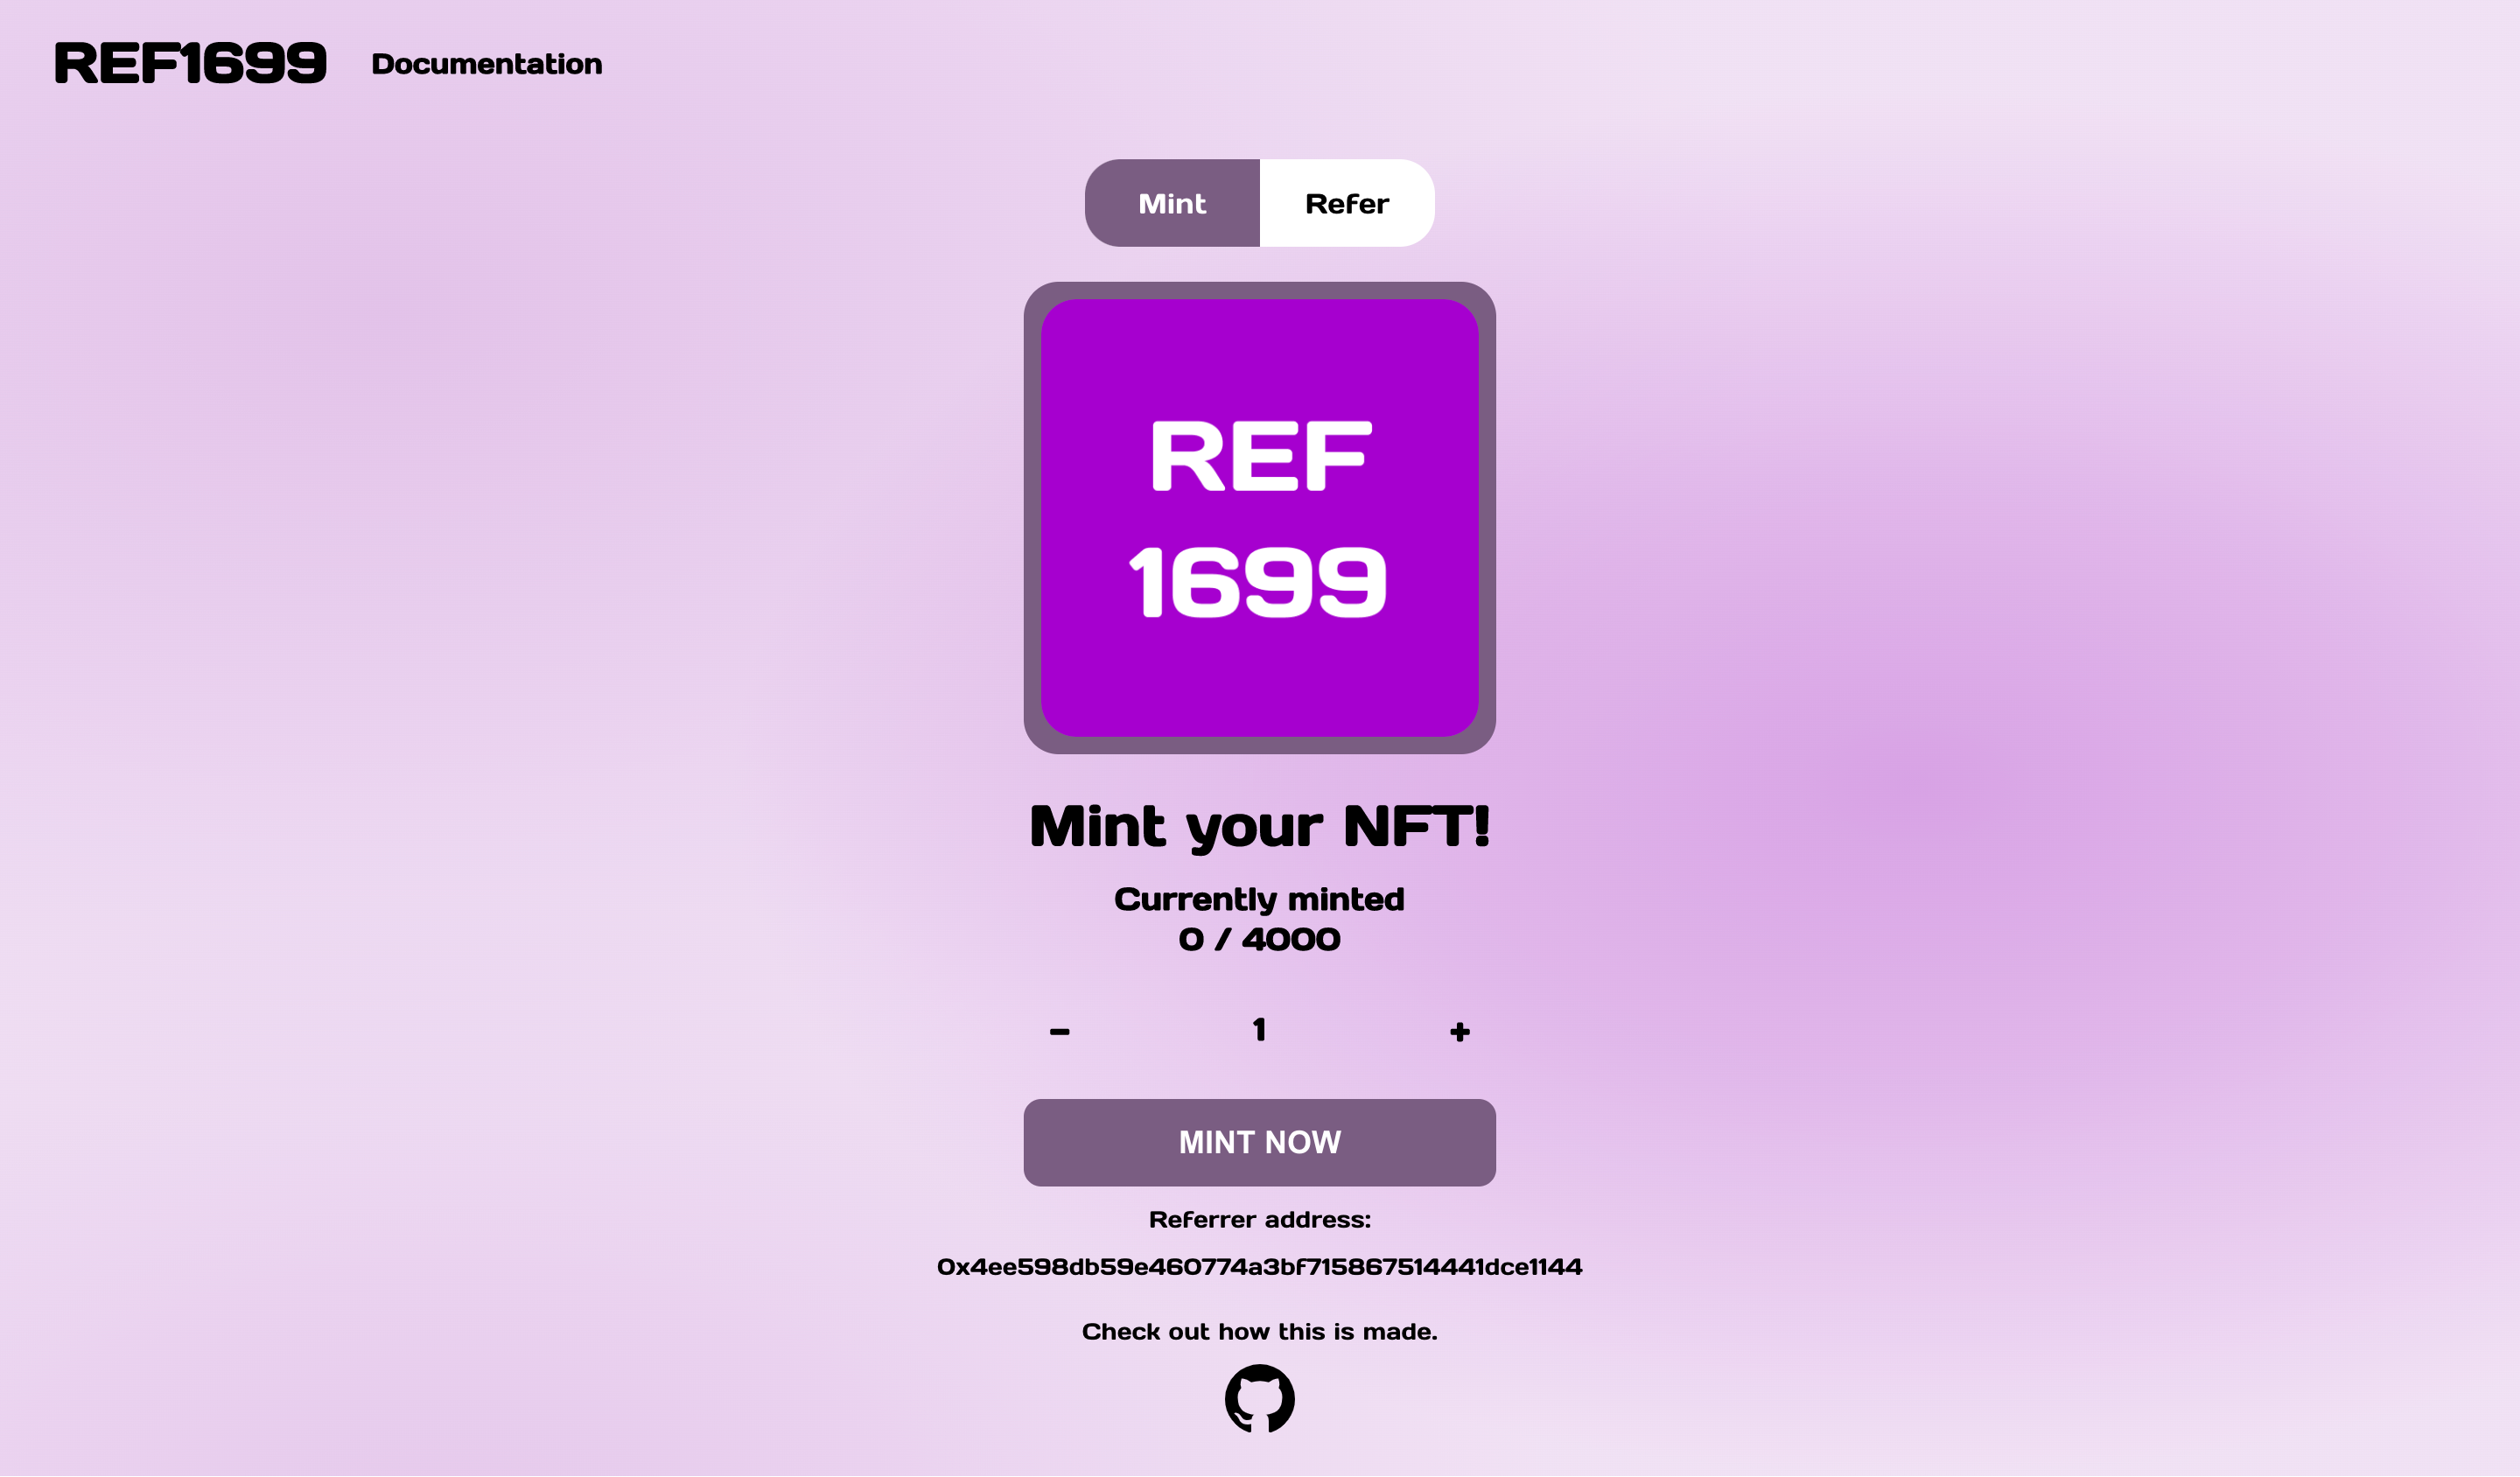 REF1699
Documentation
Mint
Refer
REF
1699
Mint your NFT!
Currently minted
0 / 4000
- 1 +
MINT NOW
Referrer address:
0x4ee598db59e460774a3bf715867514441dce1144
Check out how this is made.